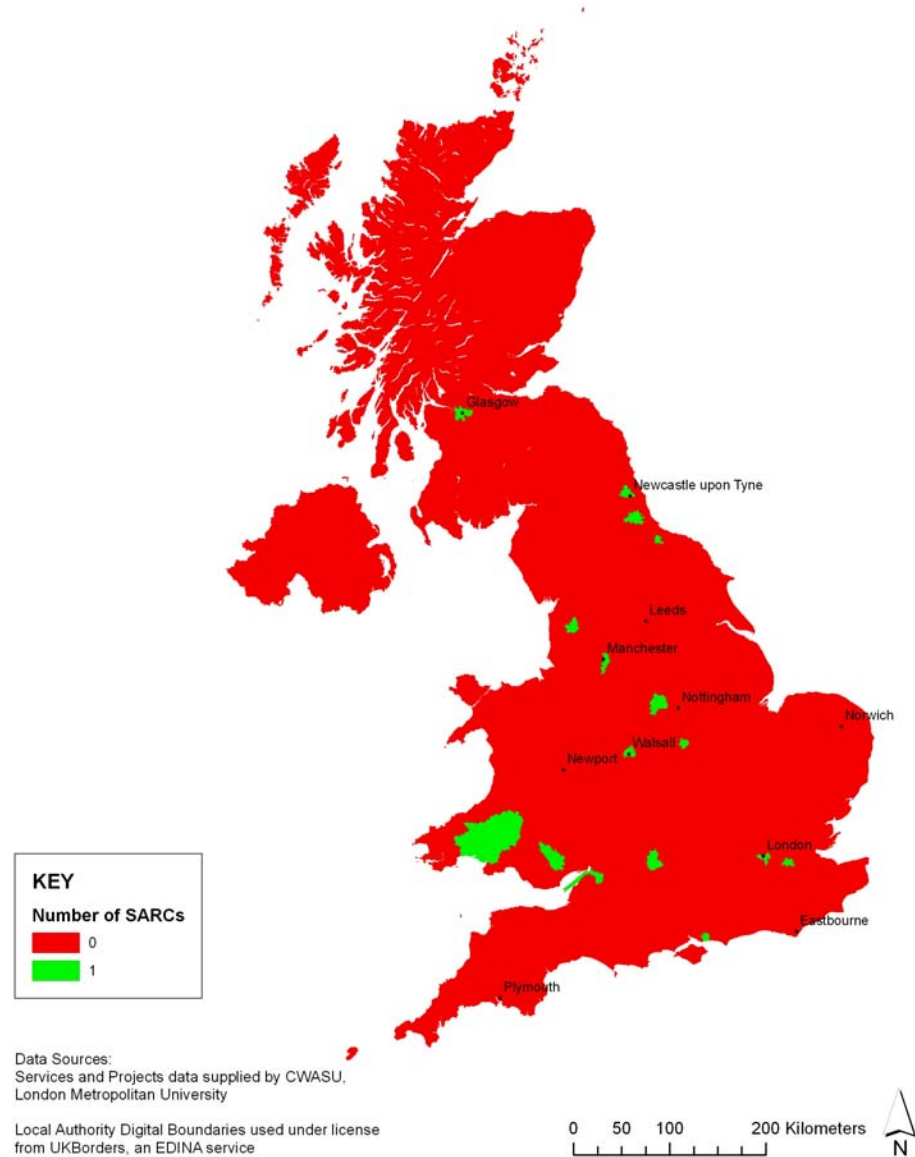 Glasgow
Newcastle upon Tyne
Leeds
Manchester
Nottingham
Norwich
Walsall
Newport
London
Eastbourne
Plymouth
KEY
Number of SARCs
0
1
Data Sources:
Services and Projects data supplied by CWASU,
London Metropolitan University
Local Authority Digital Boundaries used under license
from UKBorders, an EDINA service
0 50 100 200 Kilometers
N